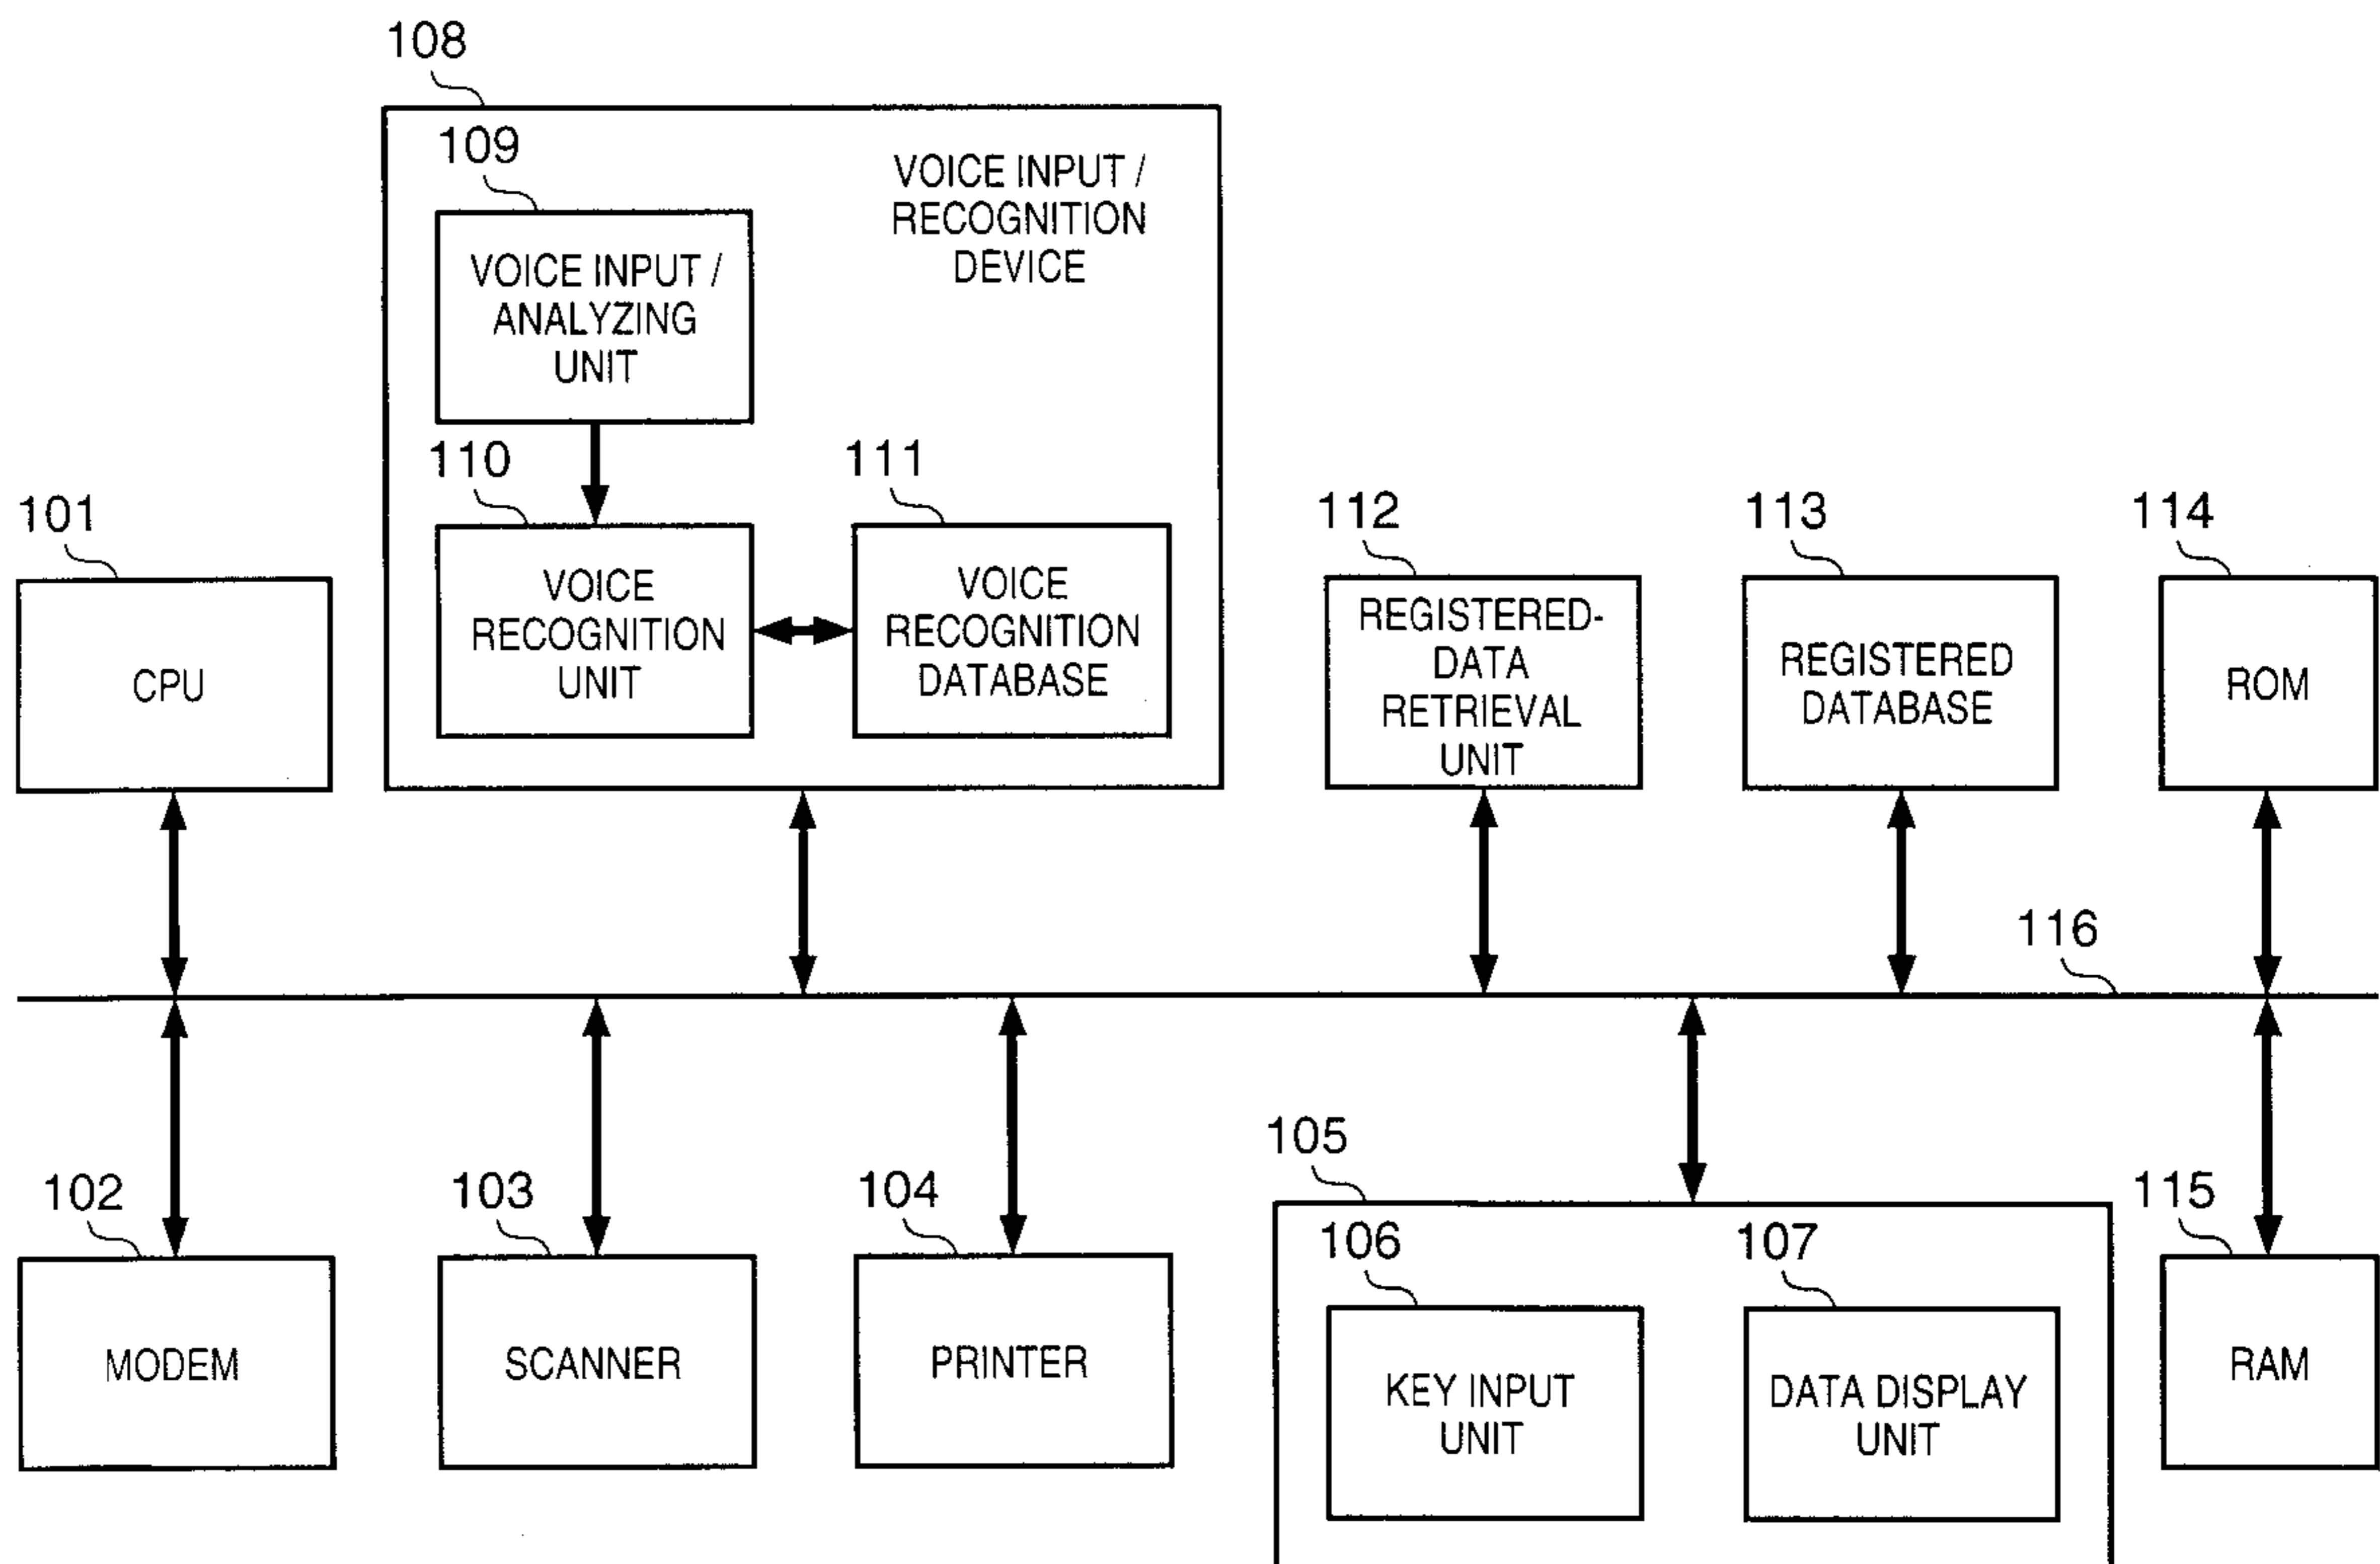 108
109
VOICE INPUT /
RECOGNITION
DEVICE
VOICE INPUT /
ANALYZING
UNIT
110
111
101
112
113
114
CPU
VOICE
RECOGNITION
UNIT
VOICE
RECOGNITION
DATABASE
REGISTERED-
DATA
RETRIEVAL
UNIT
REGISTERED
DATABASE
ROM
116
102
103
104
105
106
107
115
MODEM
SCANNER
PRINTER
KEY INPUT
UNIT
DATA DISPLAY
UNIT
RAM